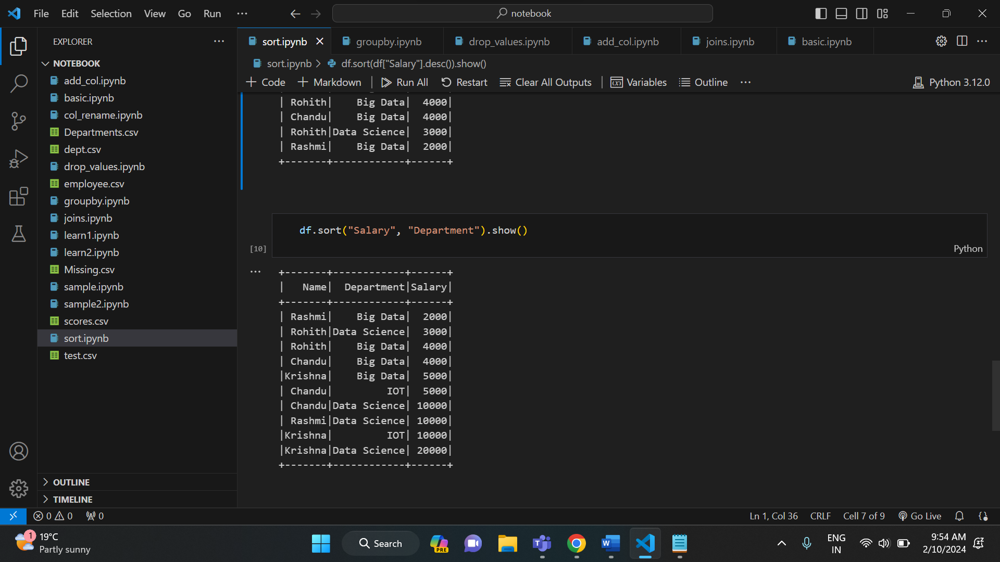 File Edit Selection View Go Run ... notebook
EXPLORER ...
sort.ipynb groupby.ipynb drop_values.ipynb add_col.ipynb joins.ipynb basic.ipynb ...
NOTEBOOK
add_col.ipynb
basic.ipynb
col_rename.ipynb
Departments.csv
dept.csv
drop_values.ipynb
employee.csv
groupby.ipynb
joins.ipynb
learn1.ipynb
learn2.ipynb
Missing.csv
sample.ipynb
sample2.ipynb
scores.csv
sort.ipynb
test.csv
OUTLINE
TIMELINE
sort.ipynb > df.sort(df["Salary"].desc()).show()
+ Code + Markdown | Run All Restart Clear All Outputs | Variables Outline ... Python 3.12.0
| Rohith|    Big Data|  4000|
| Chandu|    Big Data|  4000|
| Rohith|Data Science|  3000|
| Rashmi|    Big Data|  2000|
+-------+------------+------+
df.sort("Salary", "Department").show()
[10]
Python
...
+-------+------------+------+
|   Name|  Department|Salary|
+-------+------------+------+
| Rashmi|    Big Data|  2000|
| Rohith|Data Science|  3000|
| Rohith|    Big Data|  4000|
| Chandu|    Big Data|  4000|
|Krishna|    Big Data|  5000|
| Chandu|         IOT|  5000|
| Chandu|Data Science| 10000|
| Rashmi|Data Science| 10000|
|Krishna|         IOT| 10000|
|Krishna|Data Science| 20000|
+-------+------------+------+
0 0 0 Ln 1, Col 36 CRLF Cell 7 of 9 Go Live
1 19°C
Partly sunny
Search
PRE
W
ENG
IN
9:54 AM
2/10/2024